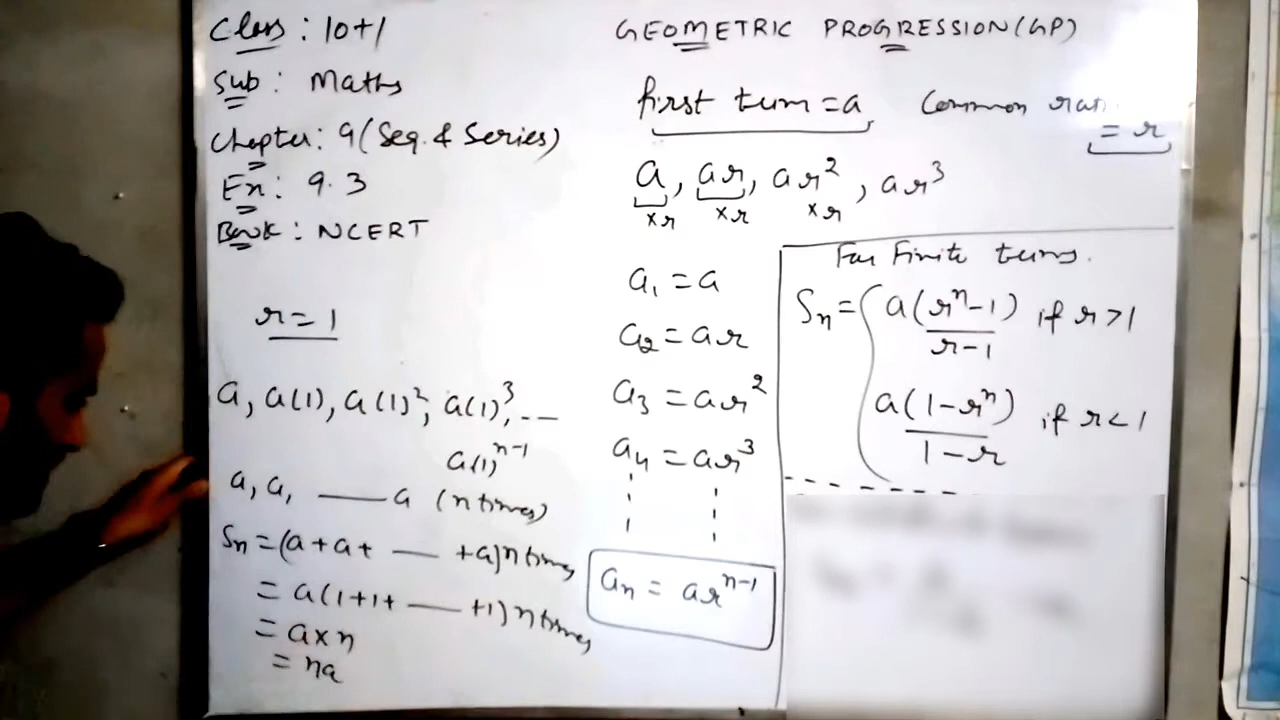 Class : 10+1
Sub : Maths
Chapter: 9 (Seq. & Series)
Ex : 9.3
Book : NCERT
r = 1
a, a(1), a(1)², a(1)³, ---
a(1)ⁿ⁻¹
a, a, —— a (n times)
Sn = (a + a + —— + a) n times
= a(1+1+ —— +1) n times
= a×n
= na
GEOMETRIC PROGRESSION (GP)
first term = a, Common
= r
a, ar, ar², ar³
×r ×r ×r
a₁ = a
a₂ = ar
a₃ = ar²
a₄ = ar³
an = arⁿ⁻¹
For Finite terms.
Sn = { a(rⁿ-1) if r > 1
r-1
a(1-rⁿ) if r < 1
1-r